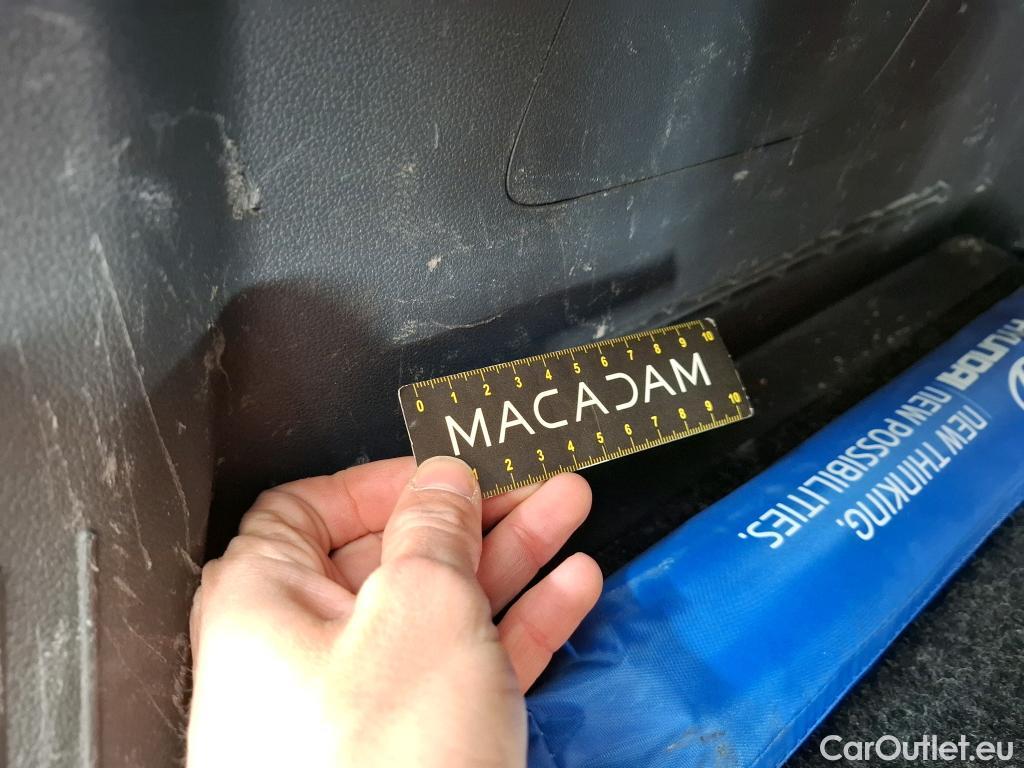 0 1 2 3 4 5 6 7 8 9 10
MACADAM
1 2 3 4 5 6 7 8 9 10
HYUNDAI
NEW THINKING.
NEW POSSIBILITIES.
CarOutlet.eu